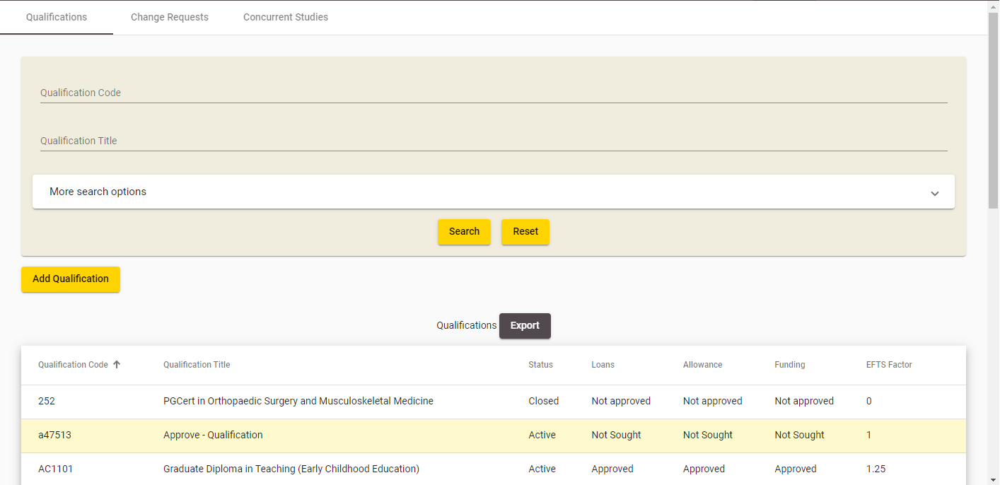 Qualifications Change Requests Concurrent Studies
Qualification Code
Qualification Title
More search options
Search Reset
Add Qualification
Qualifications Export
Qualification Code Qualification Title Status Loans Allowance Funding EFTS Factor
252 PGCert in Orthopaedic Surgery and Musculoskeletal Medicine Closed Not approved Not approved Not approved 0
a47513 Approve - Qualification Active Not Sought Not Sought Not Sought 1
AC1101 Graduate Diploma in Teaching (Early Childhood Education) Active Approved Approved Approved 1.25